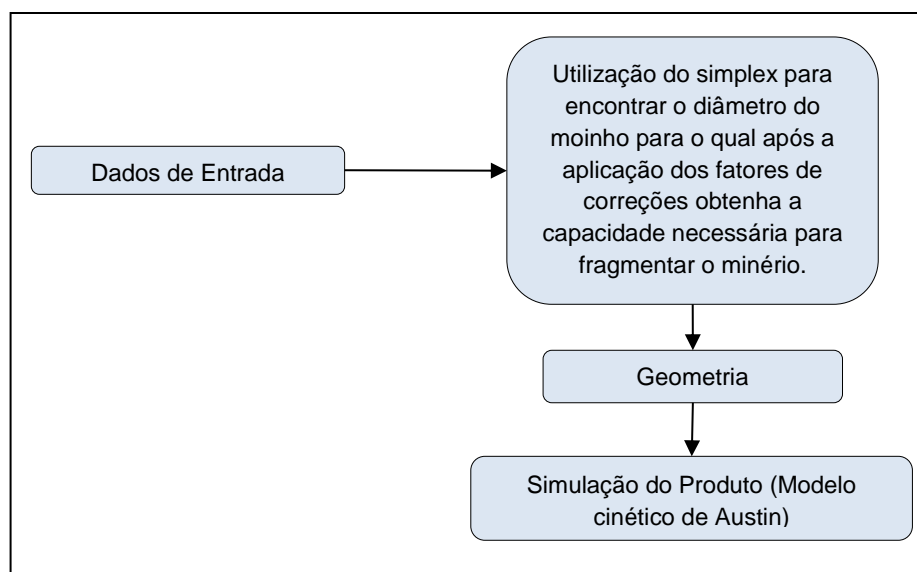 Dados de Entrada
Utilização do simplex para
encontrar o diâmetro do
moinho para o qual após a
aplicação dos fatores de
correções obtenha a
capacidade necessária para
fragmentar o minério.
Geometria
Simulação do Produto (Modelo
cinético de Austin)